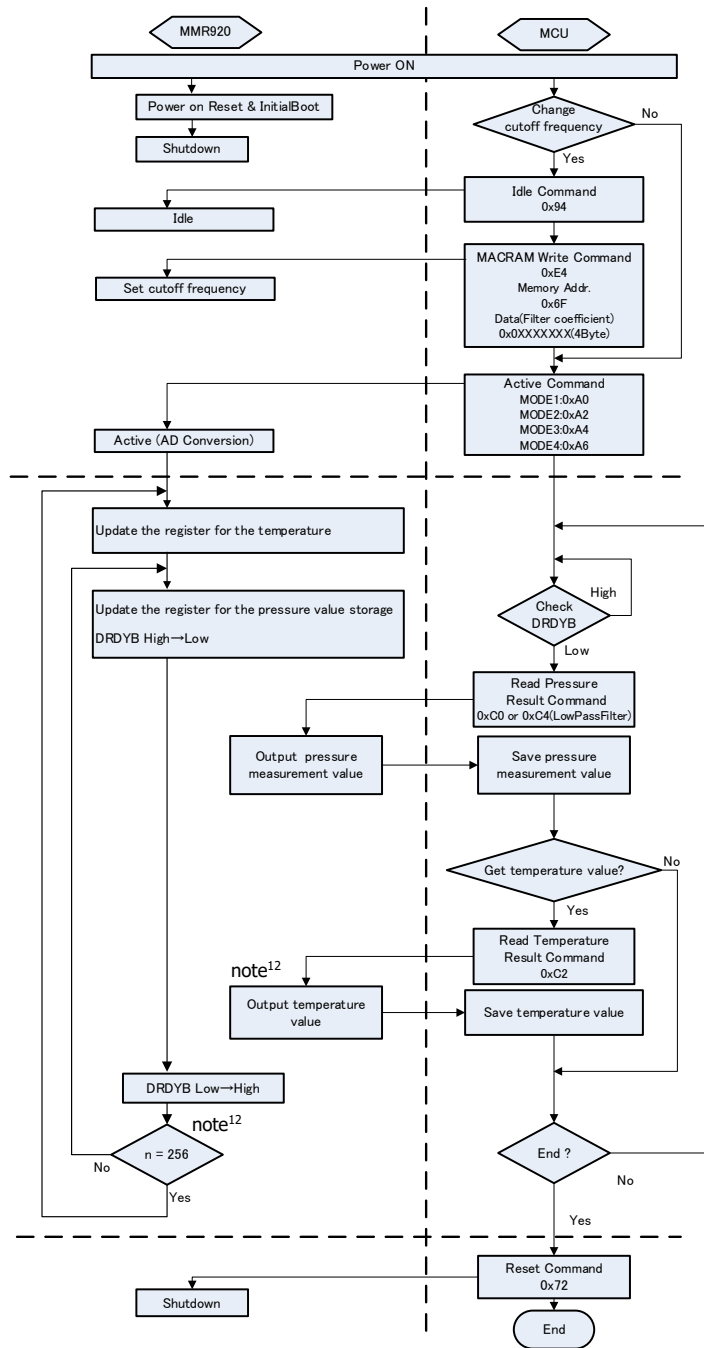 MMR920
MCU
Power ON
Power on Reset & InitialBoot
Shutdown
Change
cutoff frequency
No
Yes
Idle Command
0x94
Idle
MACRAM Write Command
0xE4
Memory Addr.
0x6F
Data(Filter coefficient)
0x0XXXXXXX(4Byte)
Set cutoff frequency
Active Command
MODE1:0xA0
MODE2:0xA2
MODE3:0xA4
MODE4:0xA6
Active (AD Conversion)
Update the register for the temperature
Update the register for the pressure value storage
DRDYB High→Low
Check
DRDYB
High
Low
Read Pressure
Result Command
0xC0 or 0xC4(LowPassFilter)
Output pressure
measurement value
Save pressure
measurement value
Get temperature value?
No
Yes
Read Temperature
Result Command
0xC2
note12
Output temperature
value
Save temperature value
DRDYB Low→High
note12
n = 256
No
Yes
End ?
No
Yes
Reset Command
0x72
Shutdown
End